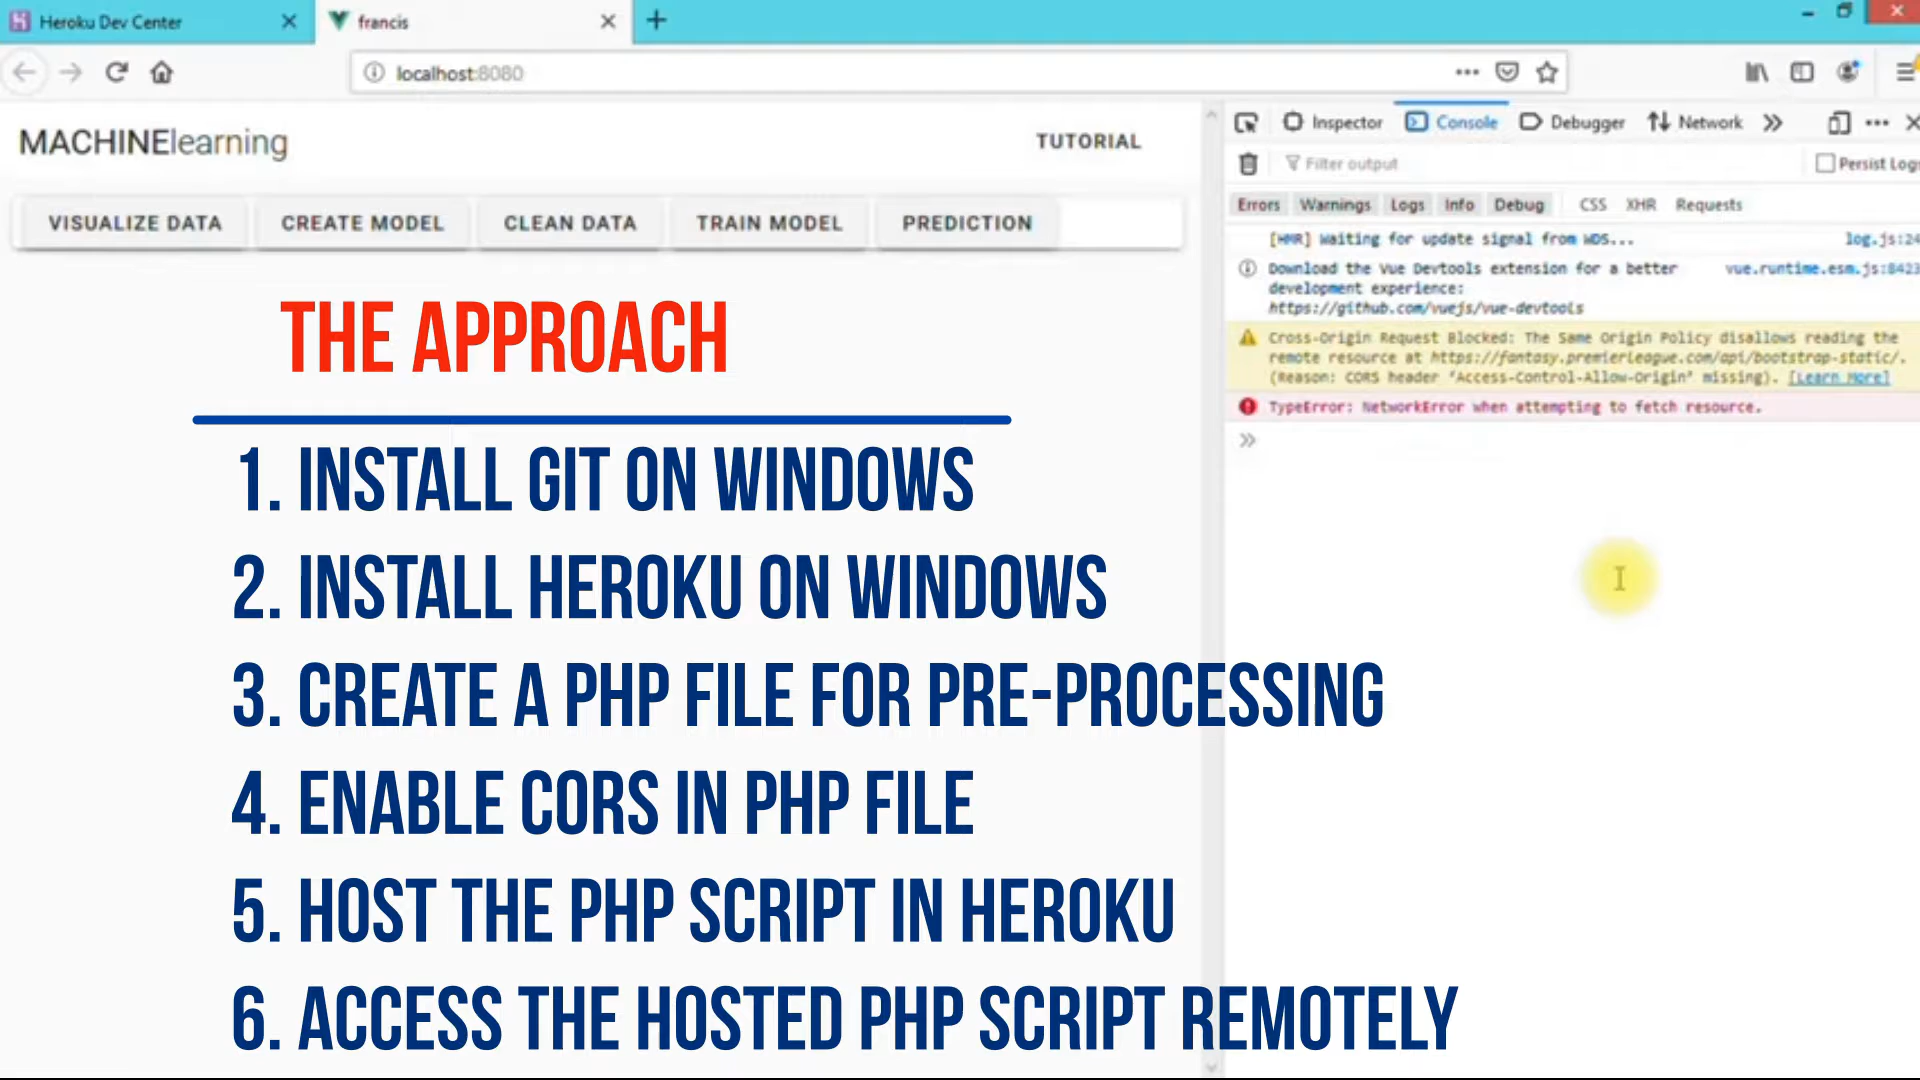 Heroku Dev Center
francis
localhost:8080
MACHINElearning
TUTORIAL
VISUALIZE DATA
CREATE MODEL
CLEAN DATA
TRAIN MODEL
PREDICTION
THE APPROACH
1. INSTALL GIT ON WINDOWS
2. INSTALL HEROKU ON WINDOWS
3. CREATE A PHP FILE FOR PRE-PROCESSING
4. ENABLE CORS IN PHP FILE
5. HOST THE PHP SCRIPT IN HEROKU
6. ACCESS THE HOSTED PHP SCRIPT REMOTELY
Inspector
Console
Debugger
Network
Filter output
Persist Logs
Errors
Warnings
Logs
Info
Debug
CSS
XHR
Requests
[HMR] Waiting for update signal from WDS... log.js:24
Download the Vue Devtools extension for a better vue.runtime.esm.js:8423
development experience:
https://github.com/vuejs/vue-devtools
Cross-Origin Request Blocked: The Same Origin Policy disallows reading the
remote resource at https://fantasy.premierleague.com/api/bootstrap-static/.
(Reason: CORS header 'Access-Control-Allow-Origin' missing). [Learn More]
TypeError: NetworkError when attempting to fetch resource.